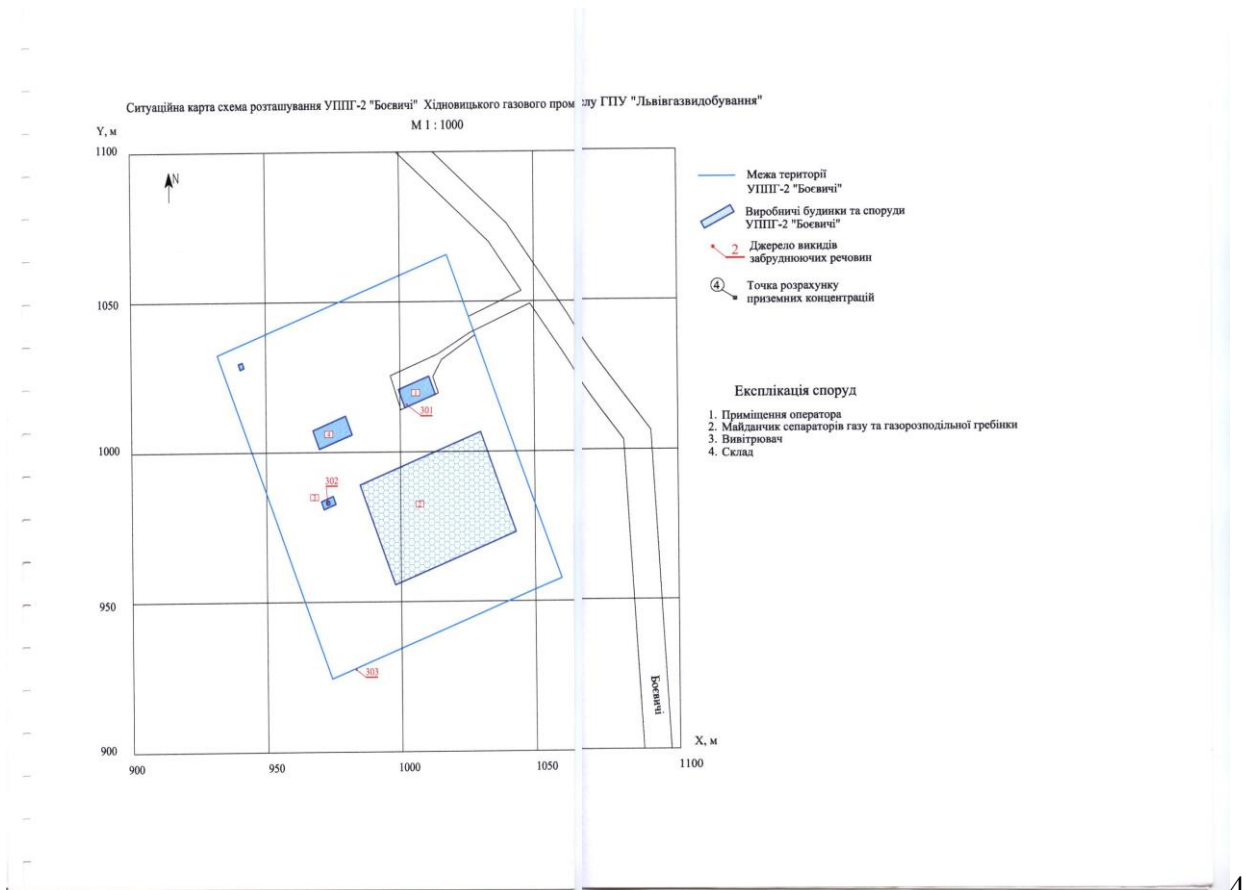 Ситуаційна карта схема розташування УППГ-2 "Боєвичі" Хідновицького газового пром слу ГПУ "Львівгазвидобування"
М 1 : 1000
Y, м
1100
N
Межа території
УППГ-2 "Боєвичі"
Виробничі будинки та споруди
УППГ-2 "Боєвичі"
2 Джерело викидів
забруднюючих речовин
4 Точка розрахунку
приземних концентрацій
1050
301
Експлікація споруд
1. Приміщення оператора
2. Майданчик сепараторів газу та газорозподільної гребінки
3. Вивітрювач
4. Склад
1000
302
950
303
Боєвичі
900
X, м
900
950
1000
1050
1100
4